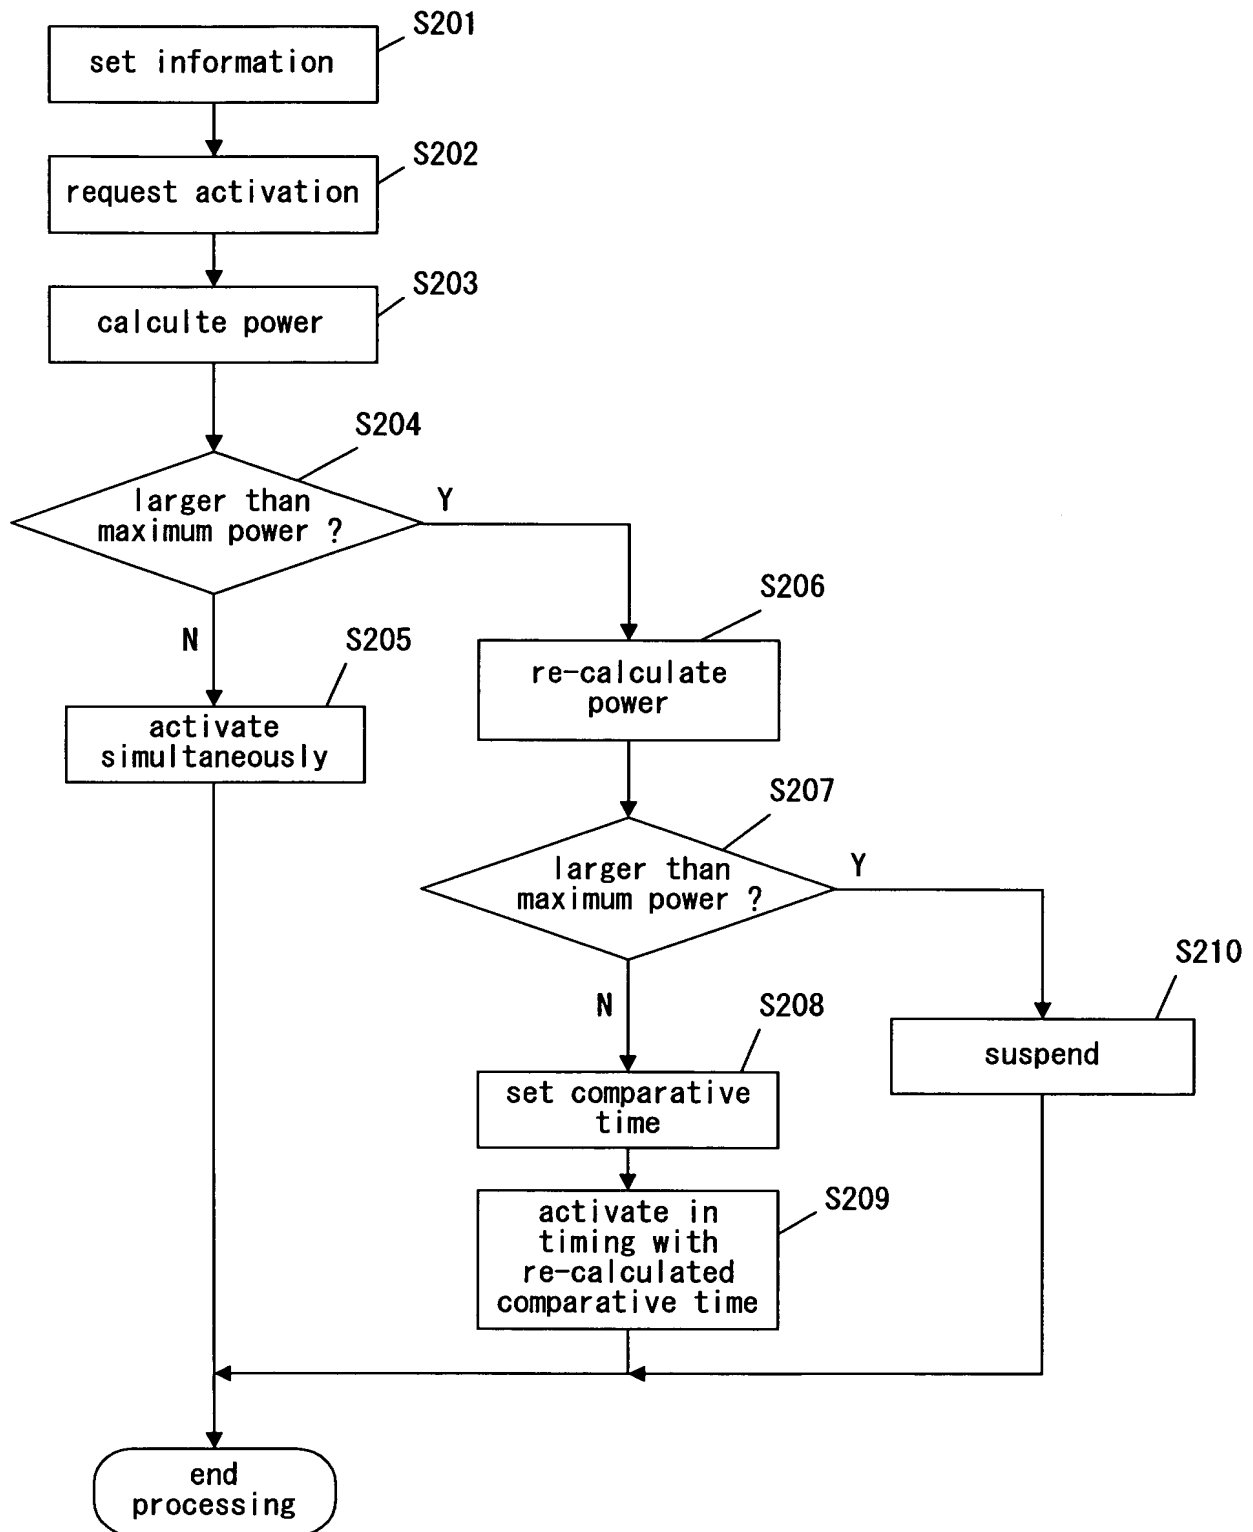 S201
set information
S202
request activation
S203
calculte power
S204
larger than
maximum power ?
Y
N
S205
activate
simultaneously
S206
re-calculate
power
S207
larger than
maximum power ?
Y
N
S208
set comparative
time
S210
suspend
S209
activate in
timing with
re-calculated
comparative time
end
processing